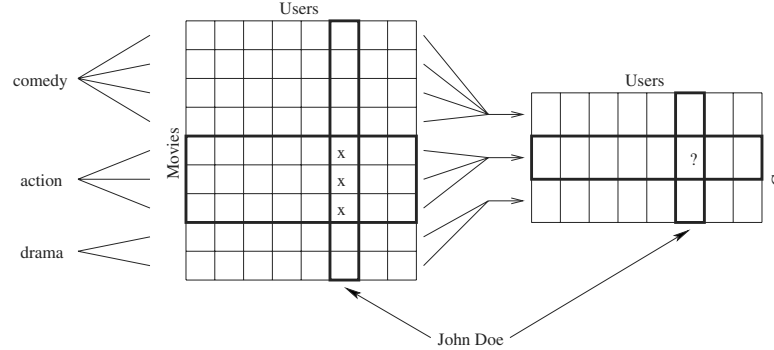 Users
comedy
Movies
action
drama
x
x
x
Users
?
John Doe